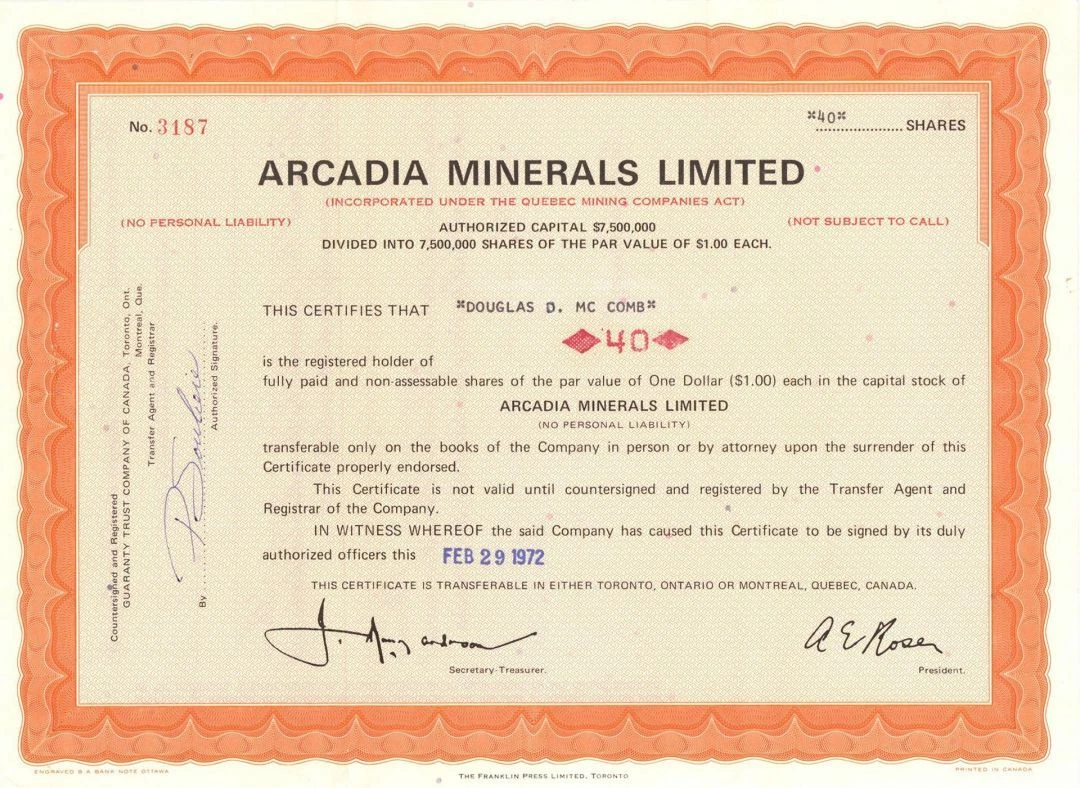 No. 3187
*40* SHARES
ARCADIA MINERALS LIMITED
(INCORPORATED UNDER THE QUEBEC MINING COMPANIES ACT)
(NO PERSONAL LIABILITY)
(NOT SUBJECT TO CALL)
AUTHORIZED CAPITAL $7,500,000
DIVIDED INTO 7,500,000 SHARES OF THE PAR VALUE OF $1.00 EACH.
THIS CERTIFIES THAT *DOUGLAS D. MC COMB*
40
is the registered holder of
fully paid and non-assessable shares of the par value of One Dollar ($1.00) each in the capital stock of
ARCADIA MINERALS LIMITED
(NO PERSONAL LIABILITY)
transferable only on the books of the Company in person or by attorney upon the surrender of this
Certificate properly endorsed.
This Certificate is not valid until countersigned and registered by the Transfer Agent and
Registrar of the Company.
IN WITNESS WHEREOF the said Company has caused this Certificate to be signed by its duly
authorized officers this FEB 29 1972
THIS CERTIFICATE IS TRANSFERABLE IN EITHER TORONTO, ONTARIO OR MONTREAL, QUEBEC, CANADA.
Secretary-Treasurer.
A E Rosen
President.
Countersigned and Registered
GUARANTY TRUST COMPANY OF CANADA, Toronto, Ont.
Montreal, Que.
Transfer Agent and Registrar
By
Authorized Signature.
ENGRAVED B A BANK NOTE OTTAWA
THE FRANKLIN PRESS LIMITED, TORONTO
PRINTED IN CANADA